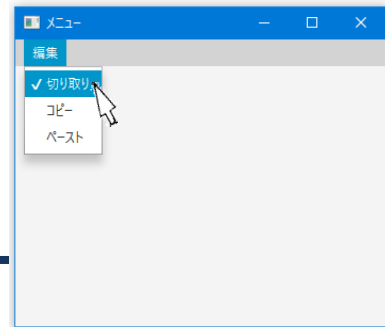 メニュー
編集
✓ 切り取り
コピー
ペースト